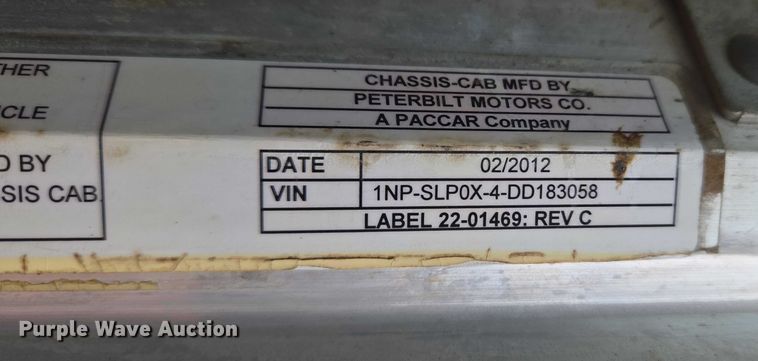 THER
CLE
D BY
SIS CAB.
CHASSIS-CAB MFD BY
PETERBILT MOTORS CO.
A PACCAR Company
DATE 02/2012
VIN 1NP-SLP0X-4-DD183058
LABEL 22-01469: REV C
Purple Wave Auction